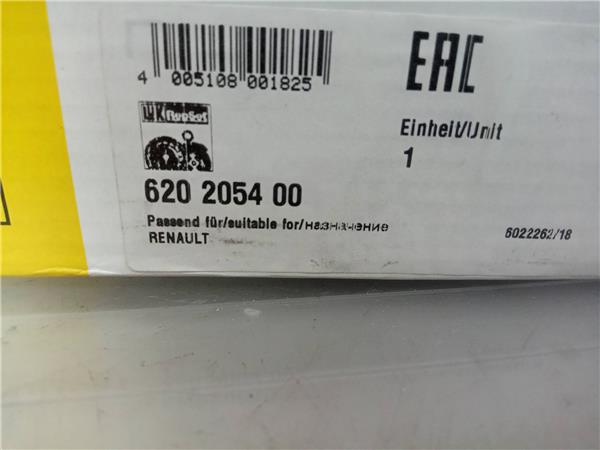 4 005108 001825
EAC
LuK RepSet
Einheit/Unit
1
620 2054 00
Passend für/suitable for/назначение
RENAULT
6022262/18